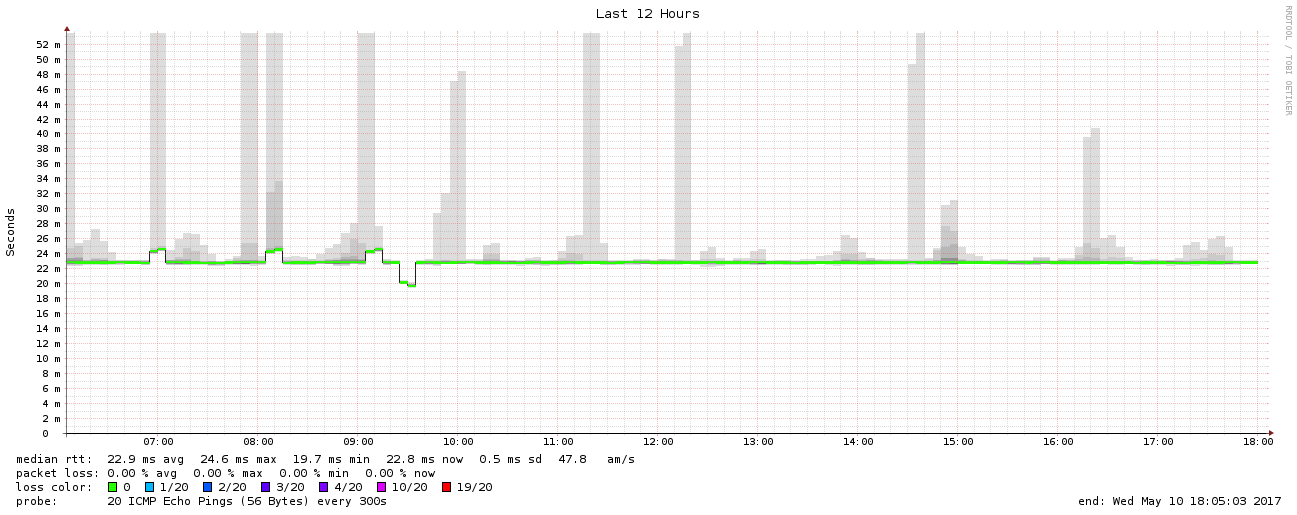 Last 12 Hours
RRDTOOL / TOBI OETIKER
Seconds
52 m
50 m
48 m
46 m
44 m
42 m
40 m
38 m
36 m
34 m
32 m
30 m
28 m
26 m
24 m
22 m
20 m
18 m
16 m
14 m
12 m
10 m
8 m
6 m
4 m
2 m
0
07:00 08:00 09:00 10:00 11:00 12:00 13:00 14:00 15:00 16:00 17:00 18:00
median rtt: 22.9 ms avg 24.6 ms max 19.7 ms min 22.8 ms now 0.5 ms sd 47.8 am/s
packet loss: 0.00 % avg 0.00 % max 0.00 % min 0.00 % now
loss color: 0 1/20 2/20 3/20 4/20 10/20 19/20
probe: 20 ICMP Echo Pings (56 Bytes) every 300s end: Wed May 10 18:05:03 2017